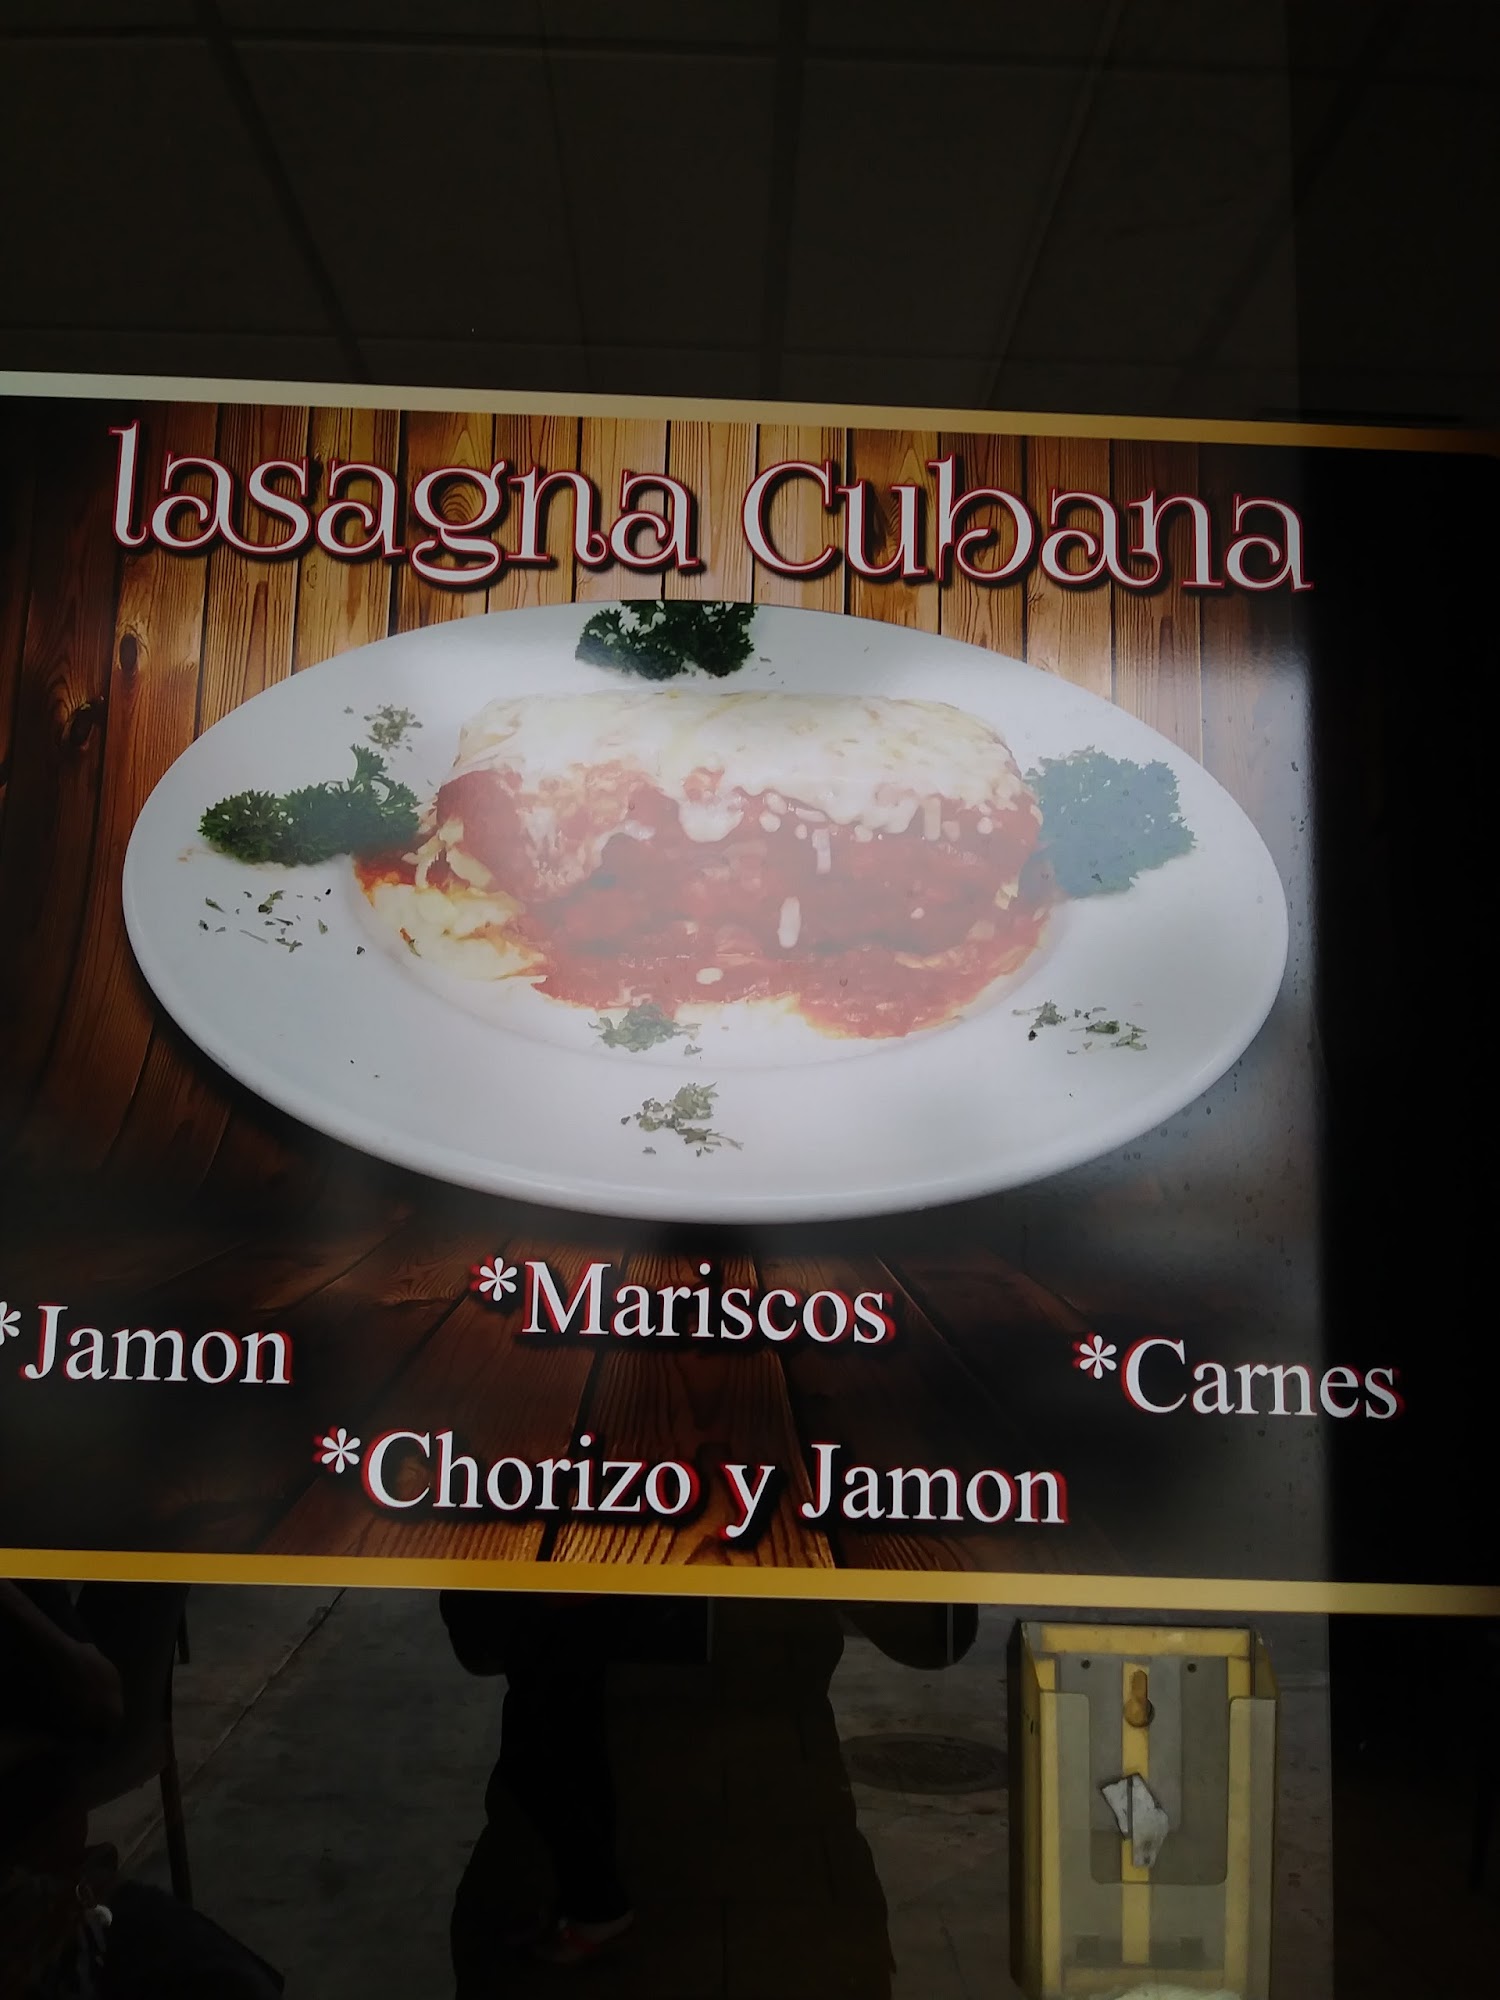 lasagna Cubana
*Mariscos
*Jamon
*Carnes
*Chorizo y Jamon